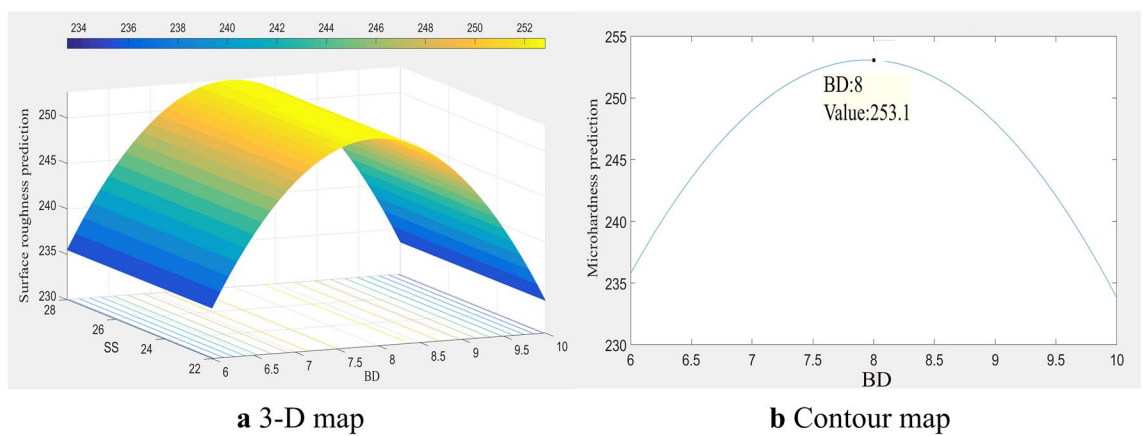 234 236 238 240 242 244 246 248 250 252
Surface roughness prediction
250
245
240
235
230
28
26
24
22
SS
6 6.5 7 7.5 8 8.5 9 9.5 10
BD
a 3-D map
Microhardness prediction
255
250
245
240
235
230
BD:8
Value:253.1
6 6.5 7 7.5 8 8.5 9 9.5 10
BD
b Contour map